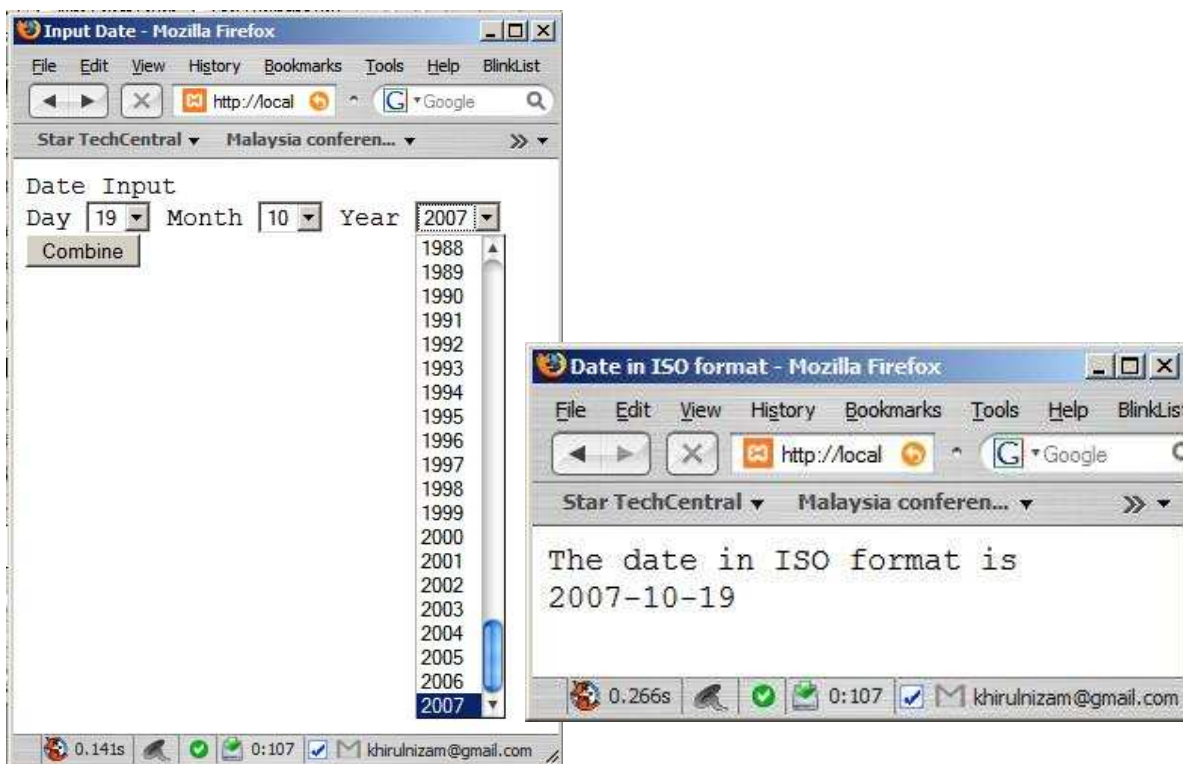 Input Date - Mozilla Firefox
File Edit View History Bookmarks Tools Help BlinkList
http://local G Google
Star TechCentral Malaysia conferen...
Date Input
Day 19 Month 10 Year 2007
Combine
1988
1989
1990
1991
1992
1993
1994
1995
1996
1997
1998
1999
2000
2001
2002
2003
2004
2005
2006
2007
0.141s 0:107 khirulnizam@gmail.com
Date in ISO format - Mozilla Firefox
File Edit View History Bookmarks Tools Help BlinkLis
http://local G Google
Star TechCentral Malaysia conferen...
The date in ISO format is
2007-10-19
0.266s 0:107 khirulnizam@gmail.com